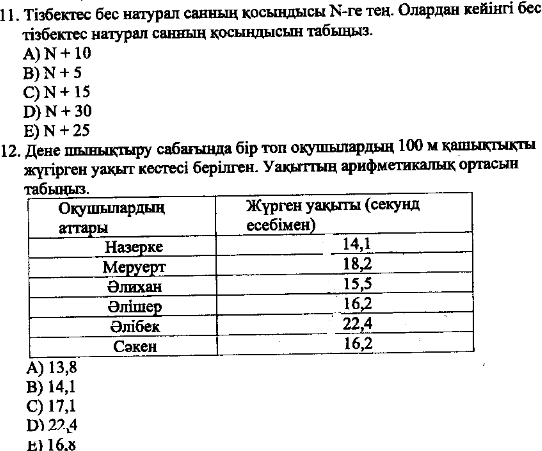 11. Тізбектес бес натурал санның қосындысы N-ге тең. Олардан кейінгі бес
тізбектес натурал санның қосындысын табыңыз.
A) N + 10
B) N + 5
C) N + 15
D) N + 30
E) N + 25
12. Дене шынықтыру сабағында бір топ оқушылардың 100 м қашықтықты
жүгірген уақыт кестесі берілген. Уақыттың арифметикалық ортасын
табыңыз.
Оқушылардың аттары Жүрген уақыты (секунд есебімен)
Назерке 14,1
Меруерт 18,2
Әлихан 15,5
Әлішер 16,2
Әлібек 22,4
Сәкен 16,2
A) 13,8
B) 14,1
C) 17,1
D) 22,4
E) 16,8